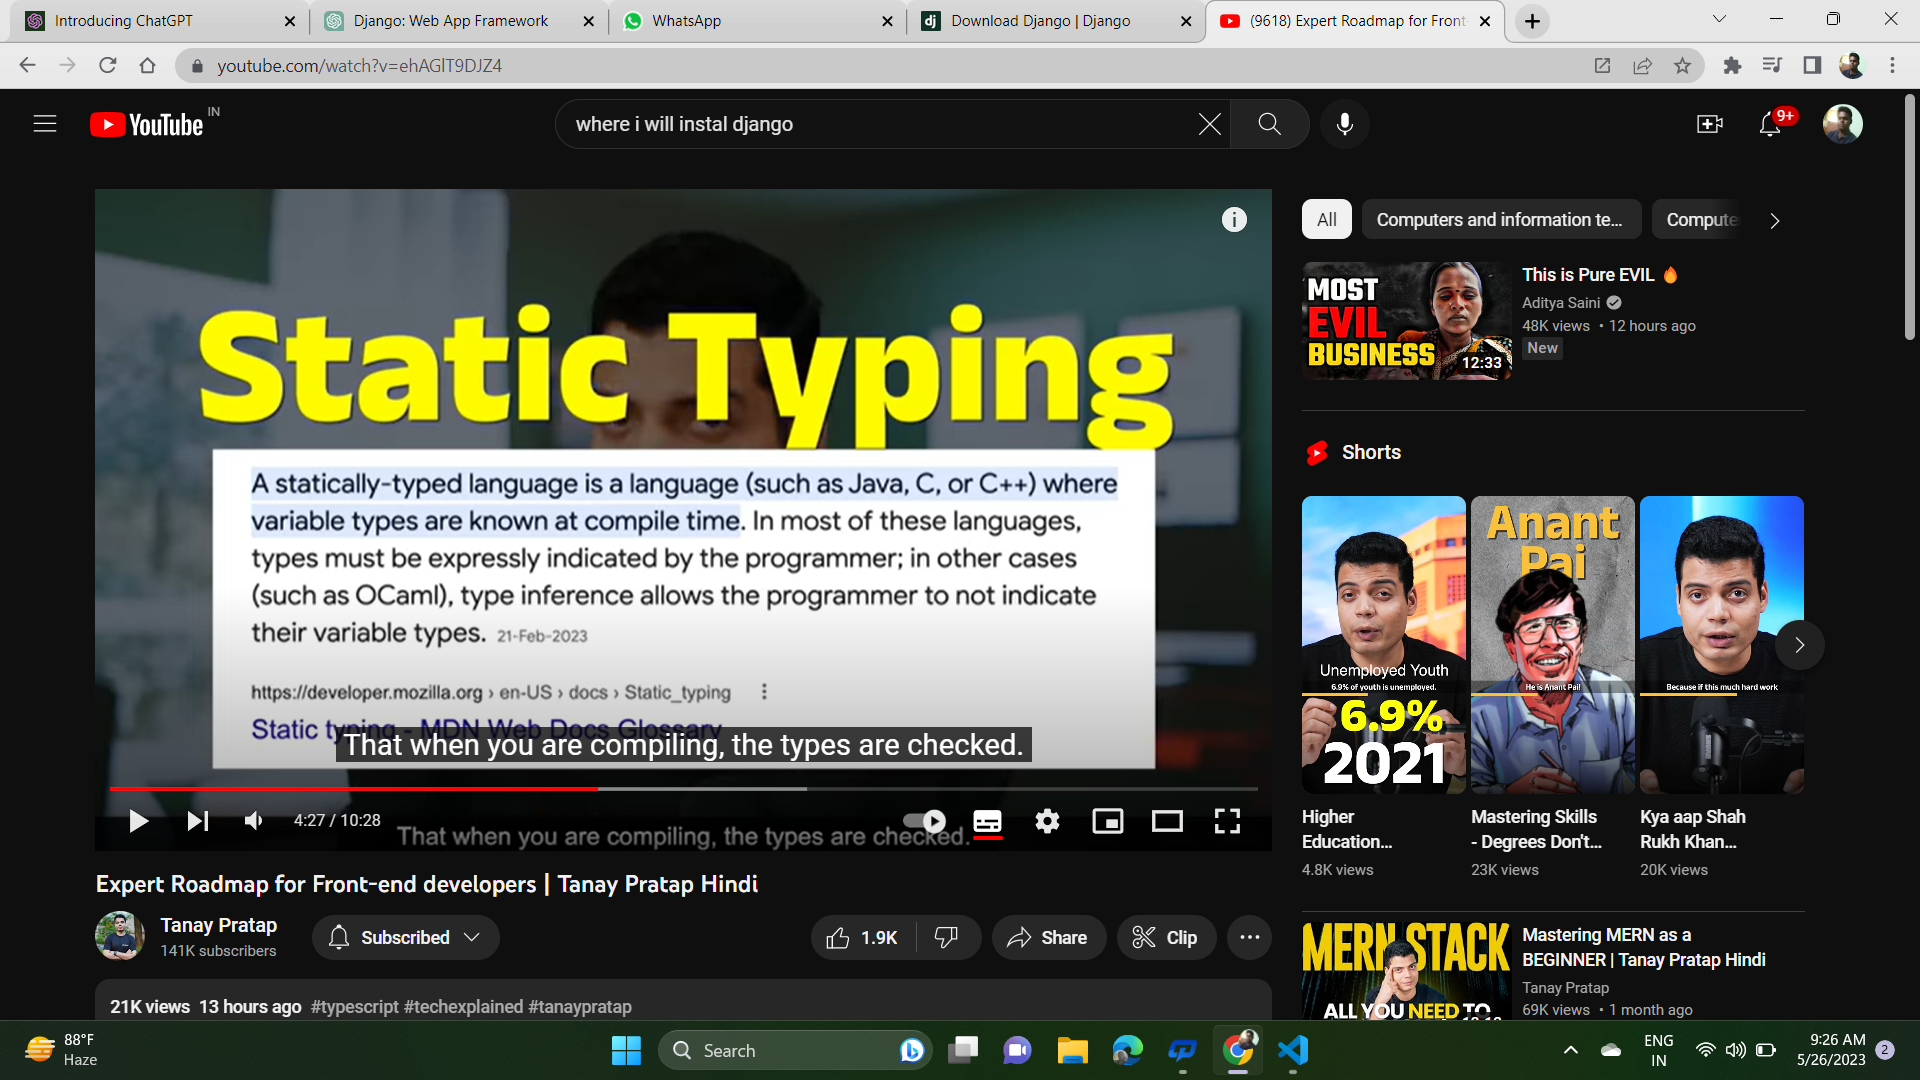 Introducing ChatGPT
Django: Web App Framework
WhatsApp
Download Django | Django
(9618) Expert Roadmap for Front
youtube.com/watch?v=ehAGlT9DJZ4
YouTube IN
where i will instal django
9+
Static Typing
A statically-typed language is a language (such as Java, C, or C++) where
variable types are known at compile time. In most of these languages,
types must be expressly indicated by the programmer; in other cases
(such as OCaml), type inference allows the programmer to not indicate
their variable types. 21-Feb-2023
https://developer.mozilla.org › en-US › docs › Static_typing
Static typing - MDN Web Docs Glossary
That when you are compiling, the types are checked.
4:27 / 10:28
That when you are compiling, the types are checked.
Expert Roadmap for Front-end developers | Tanay Pratap Hindi
Tanay Pratap
141K subscribers
Subscribed
1.9K
Share
Clip
21K views 13 hours ago #typescript #techexplained #tanaypratap
All
Computers and information te...
Compute
MOST
EVIL
BUSINESS
12:33
This is Pure EVIL
Aditya Saini
48K views • 12 hours ago
New
Shorts
Unemployed Youth
6.9% of youth is unemployed.
6.9%
2021
Higher
Education...
4.8K views
Anant
Pai
He is Anant Pai!
Mastering Skills
- Degrees Don't...
23K views
Because if this much hard work
Kya aap Shah
Rukh Khan...
20K views
MERN STACK
ALL YOU NEED TO
Mastering MERN as a
BEGINNER | Tanay Pratap Hindi
Tanay Pratap
69K views • 1 month ago
88°F
Haze
Search
ENG
IN
9:26 AM
5/26/2023
2